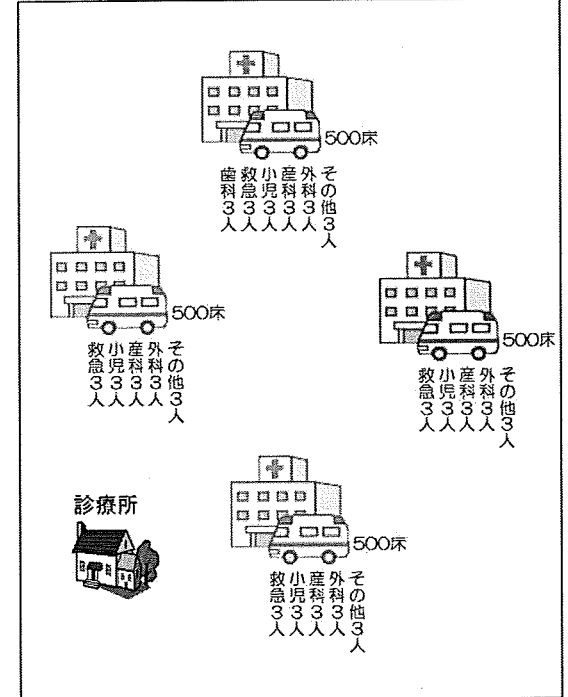 500床
その他3人
外科3人
産科3人
小児3人
救急3人
歯科3人
500床
その他3人
外科3人
産科3人
小児3人
救急3人
500床
その他3人
外科3人
産科3人
小児3人
救急3人
診療所
500床
その他3人
外科3人
産科3人
小児3人
救急3人